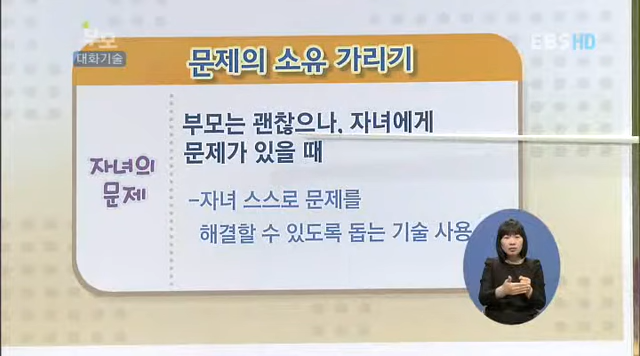 부모
대화기술
EBS HD
문제의 소유 가리기
자녀의
문제
부모는 괜찮으나, 자녀에게
문제가 있을 때
-자녀 스스로 문제를
해결할 수 있도록 돕는 기술 사용